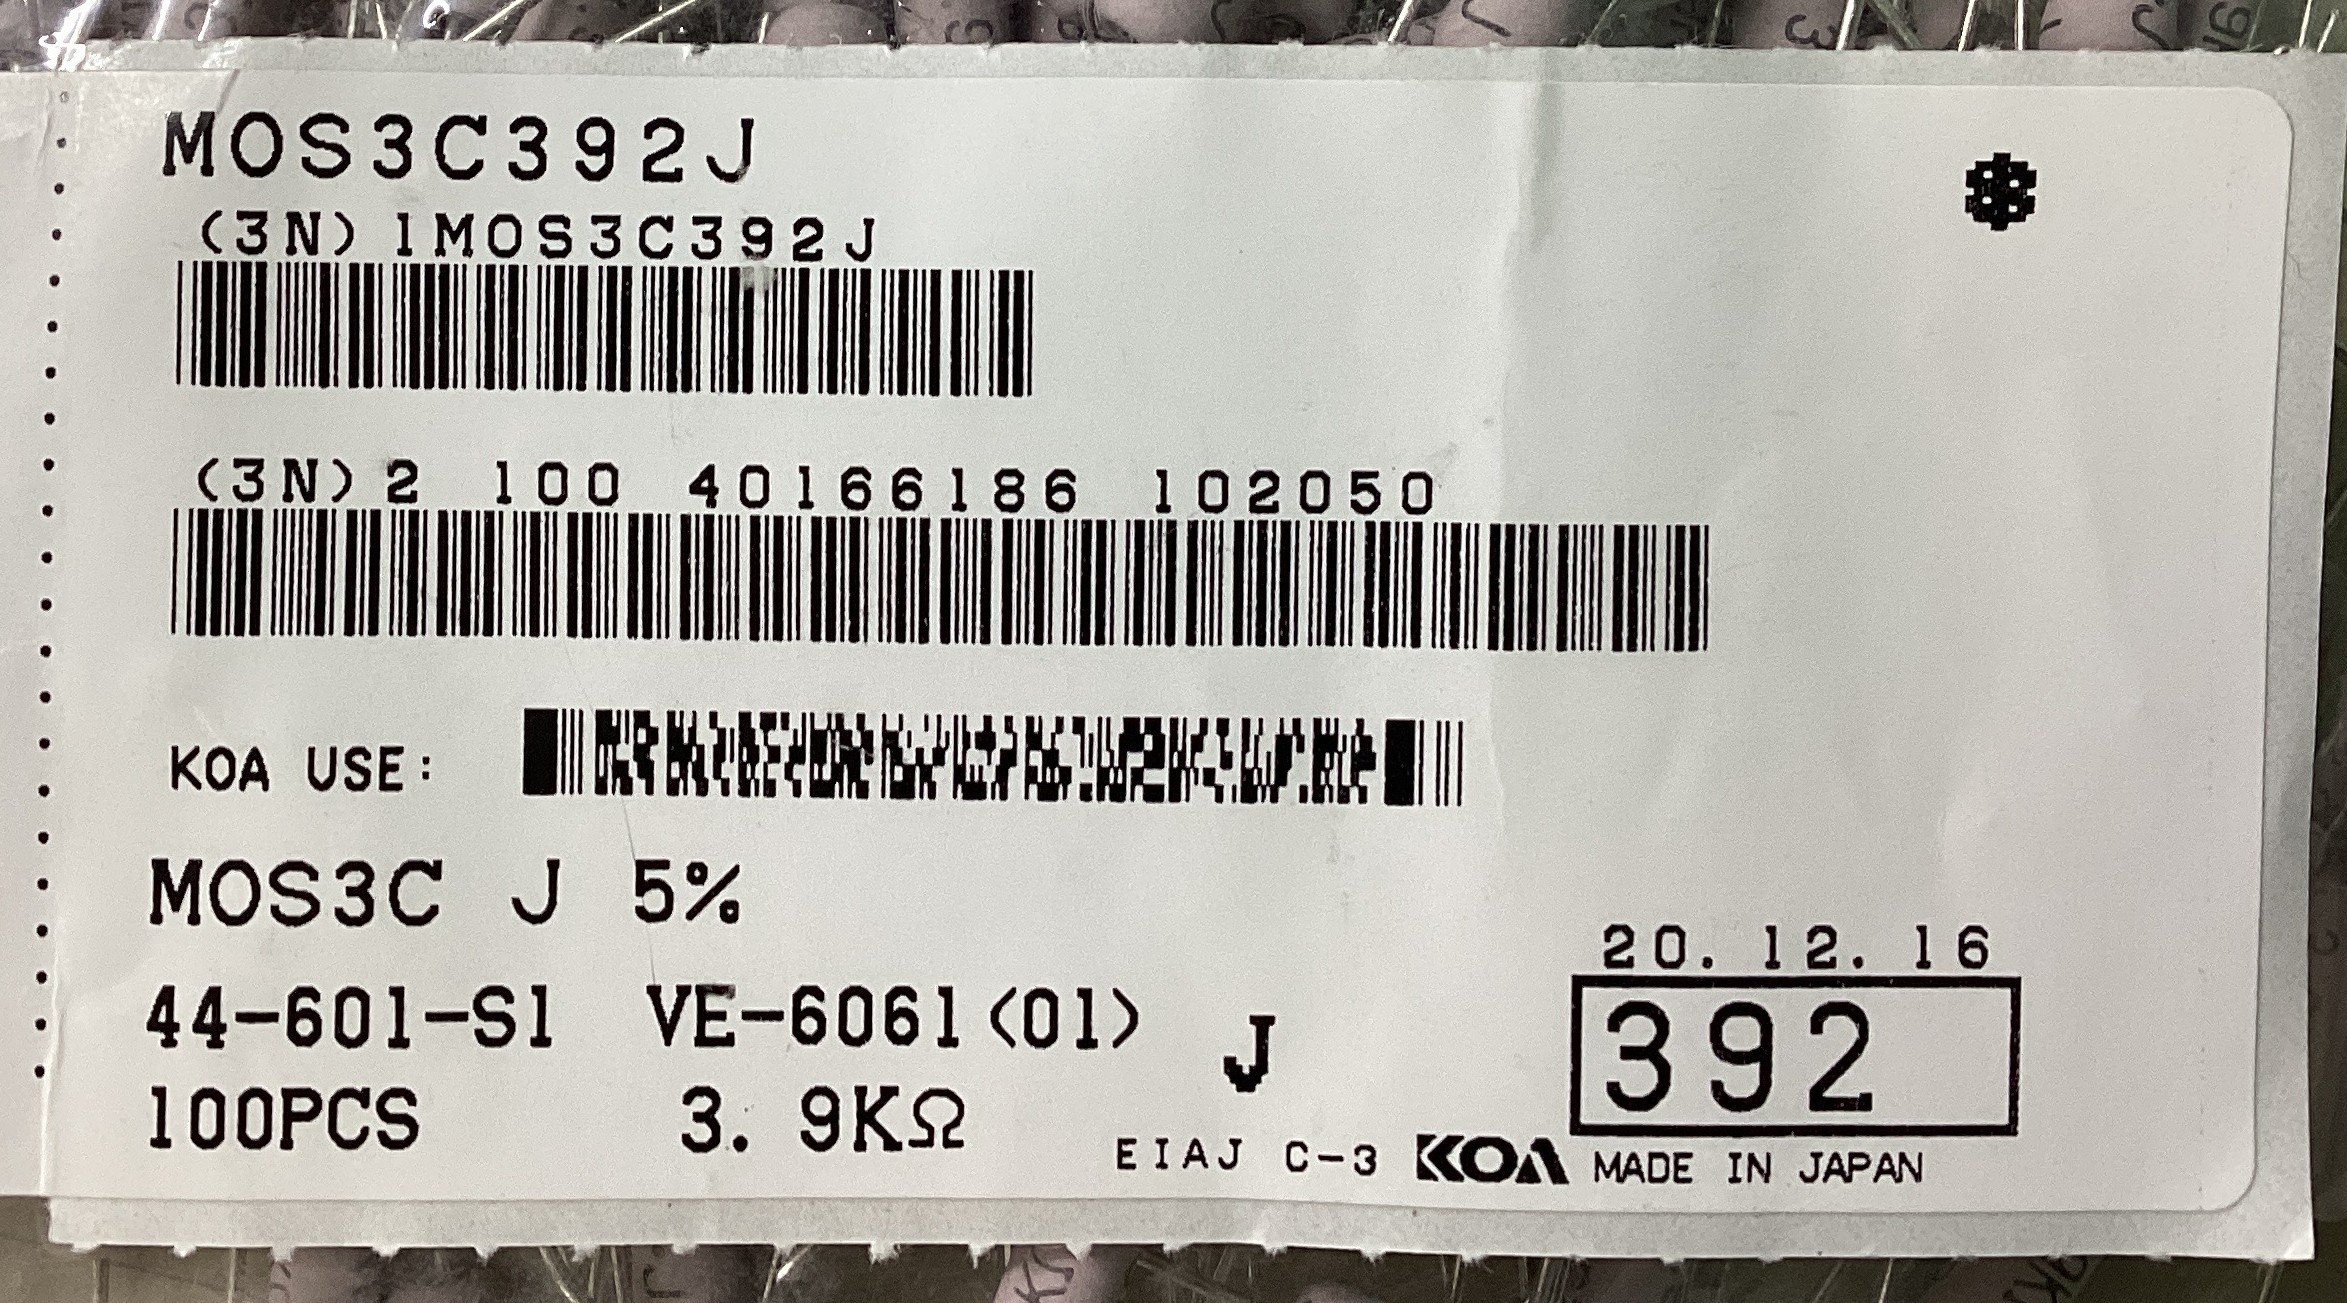 MOS3C392J
*
(3N) 1MOS3C392J
(3N) 2 100 40166186 102050
KOA USE:
MOS3C J 5%
20. 12. 16
44-601-S1 VE-6061(01) J
392
100PCS 3. 9KΩ
EIAJ C-3 KOA MADE IN JAPAN